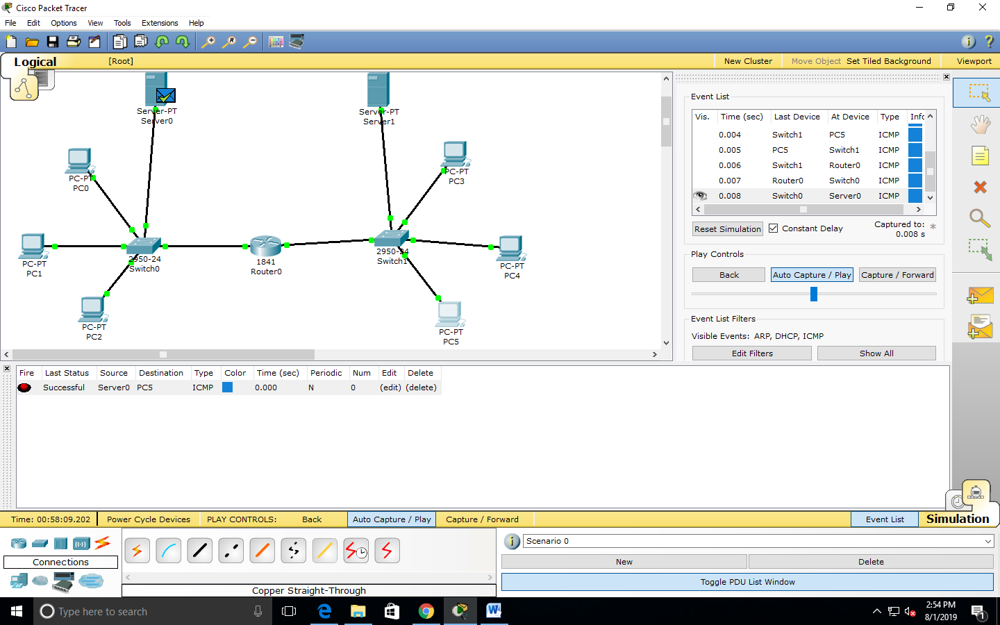 Cisco Packet Tracer
File Edit Options View Tools Extensions Help
Logical [Root] New Cluster Move Object Set Tiled Background Viewport
Server-PT
Server0
Server-PT
Server1
PC-PT
PC0
PC-PT
PC3
PC-PT
PC1
2950-24
Switch0
1841
Router0
2950-24
Switch1
PC-PT
PC4
PC-PT
PC2
PC-PT
PC5
Event List
Vis. Time (sec) Last Device At Device Type Info
0.004 Switch1 PC5 ICMP
0.005 PC5 Switch1 ICMP
0.006 Switch1 Router0 ICMP
0.007 Router0 Switch0 ICMP
0.008 Switch0 Server0 ICMP
Reset Simulation Constant Delay Captured to: *
0.008 s
Play Controls
Back Auto Capture / Play Capture / Forward
Event List Filters
Visible Events: ARP, DHCP, ICMP
Edit Filters Show All
Fire Last Status Source Destination Type Color Time (sec) Periodic Num Edit Delete
Successful Server0 PC5 ICMP 0.000 N 0 (edit) (delete)
Time: 00:58:09.202 Power Cycle Devices PLAY CONTROLS: Back Auto Capture / Play Capture / Forward Event List Simulation
Scenario 0
Connections
New Delete
Toggle PDU List Window
Copper Straight-Through
Type here to search
2:54 PM
8/1/2019
1